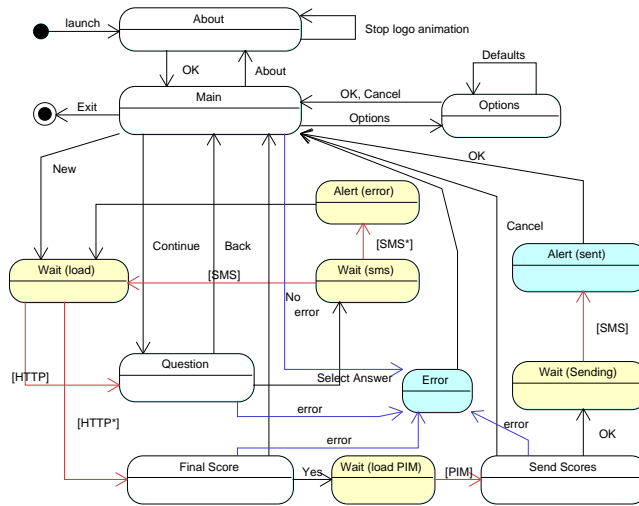 launch
About
Stop logo animation
OK
About
Defaults
Exit
Main
OK, Cancel
Options
Options
New
OK
Alert (error)
Continue
Back
[SMS*]
Cancel
Wait (load)
[SMS]
Wait (sms)
Alert (sent)
No
error
[SMS]
[HTTP]
Question
Select Answer
Error
Wait (Sending)
[HTTP*]
error
error
error
OK
Final Score
Yes
Wait (load PIM)
[PIM]
Send Scores